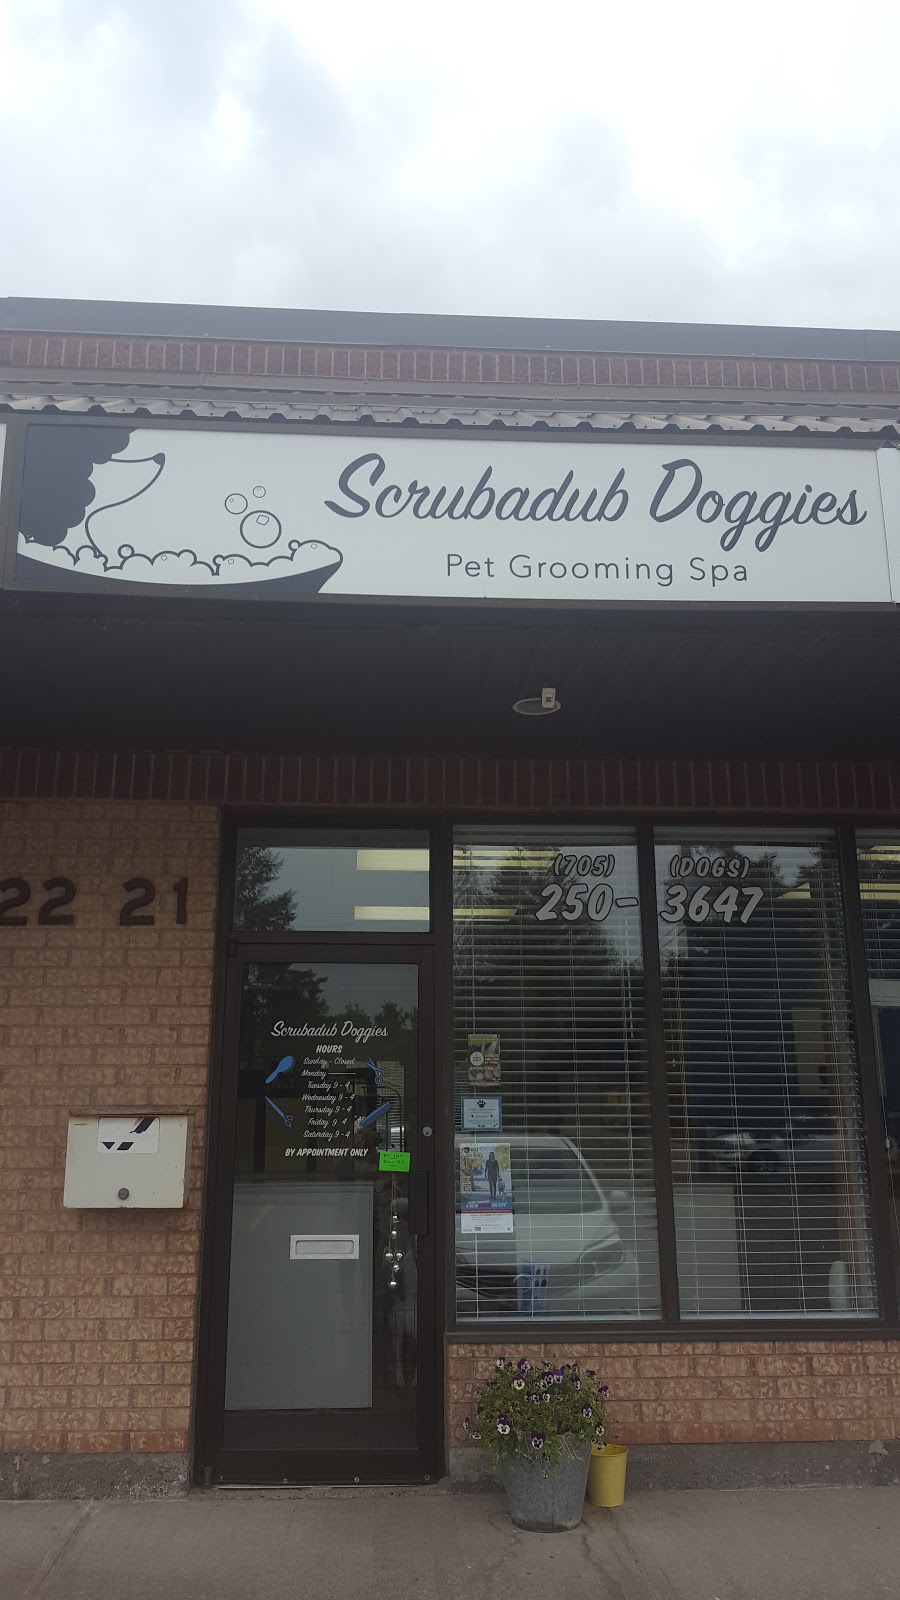 Scrubadub Doggies
Pet Grooming Spa
22 21
(705) (DOGS)
250- 3647
Scrubadub Doggies
HOURS
Sunday - Closed
Monday
Tuesday 9 - 4
Wednesday 9 - 4
Thursday 9 - 4
Friday 9 4
Saturday 9 - 4
BY APPOINTMENT ONLY